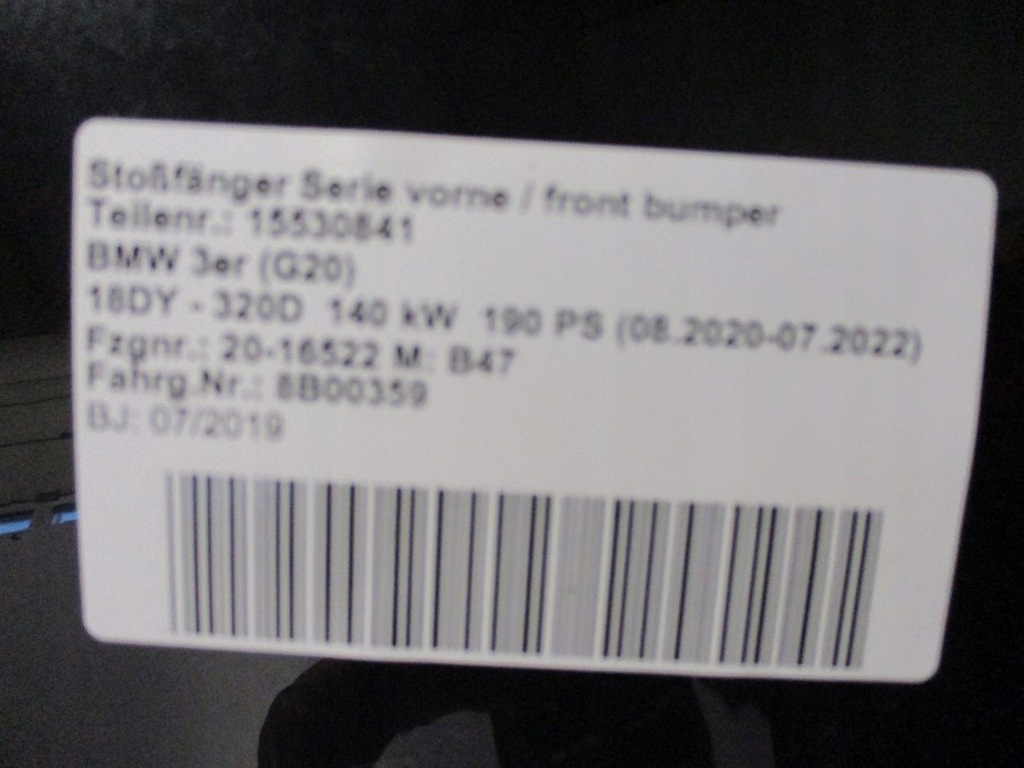 Stoßfänger Serie vorne / front bumper
Teilenr.: 15530841
BMW 3er (G20)
18DY - 320D 140 kW 190 PS (08.2020-07.2022)
Fzgnr.: 20-16522 M: B47
Fahrg.Nr.: 8B00359
BJ: 07/2019